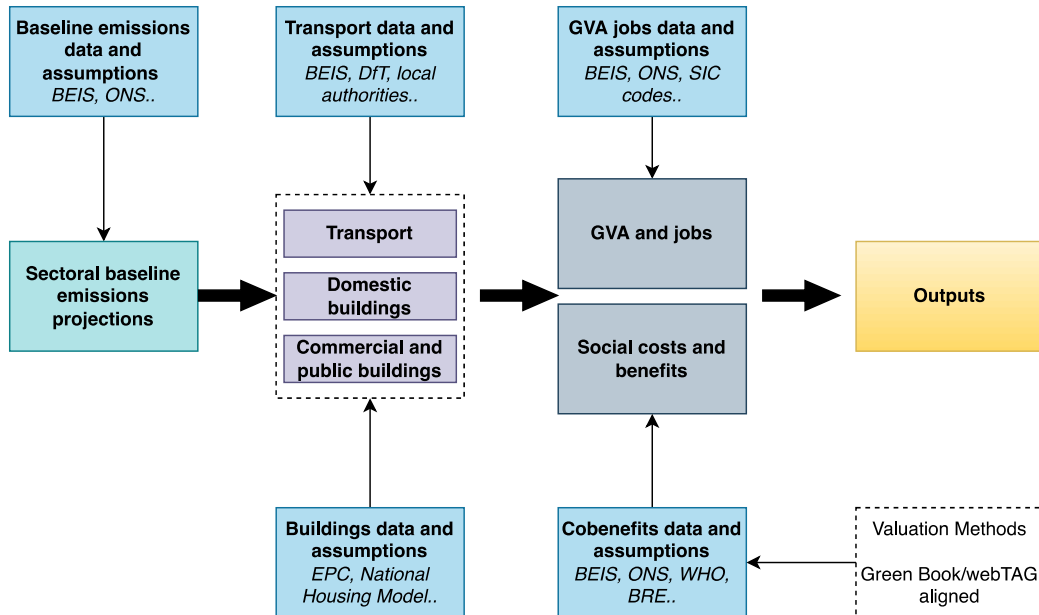 Baseline emissions
data and
assumptions
BEIS, ONS..
Transport data and
assumptions
BEIS, DfT, local
authorities..
GVA jobs data and
assumptions
BEIS, ONS, SIC
codes..
Sectoral baseline
emissions
projections
Transport
Domestic
buildings
Commercial and
public buildings
GVA and jobs
Social costs and
benefits
Outputs
Buildings data and
assumptions
EPC, National
Housing Model..
Cobenefits data and
assumptions
BEIS, ONS, WHO,
BRE..
Valuation Methods
Green Book/webTAG
aligned